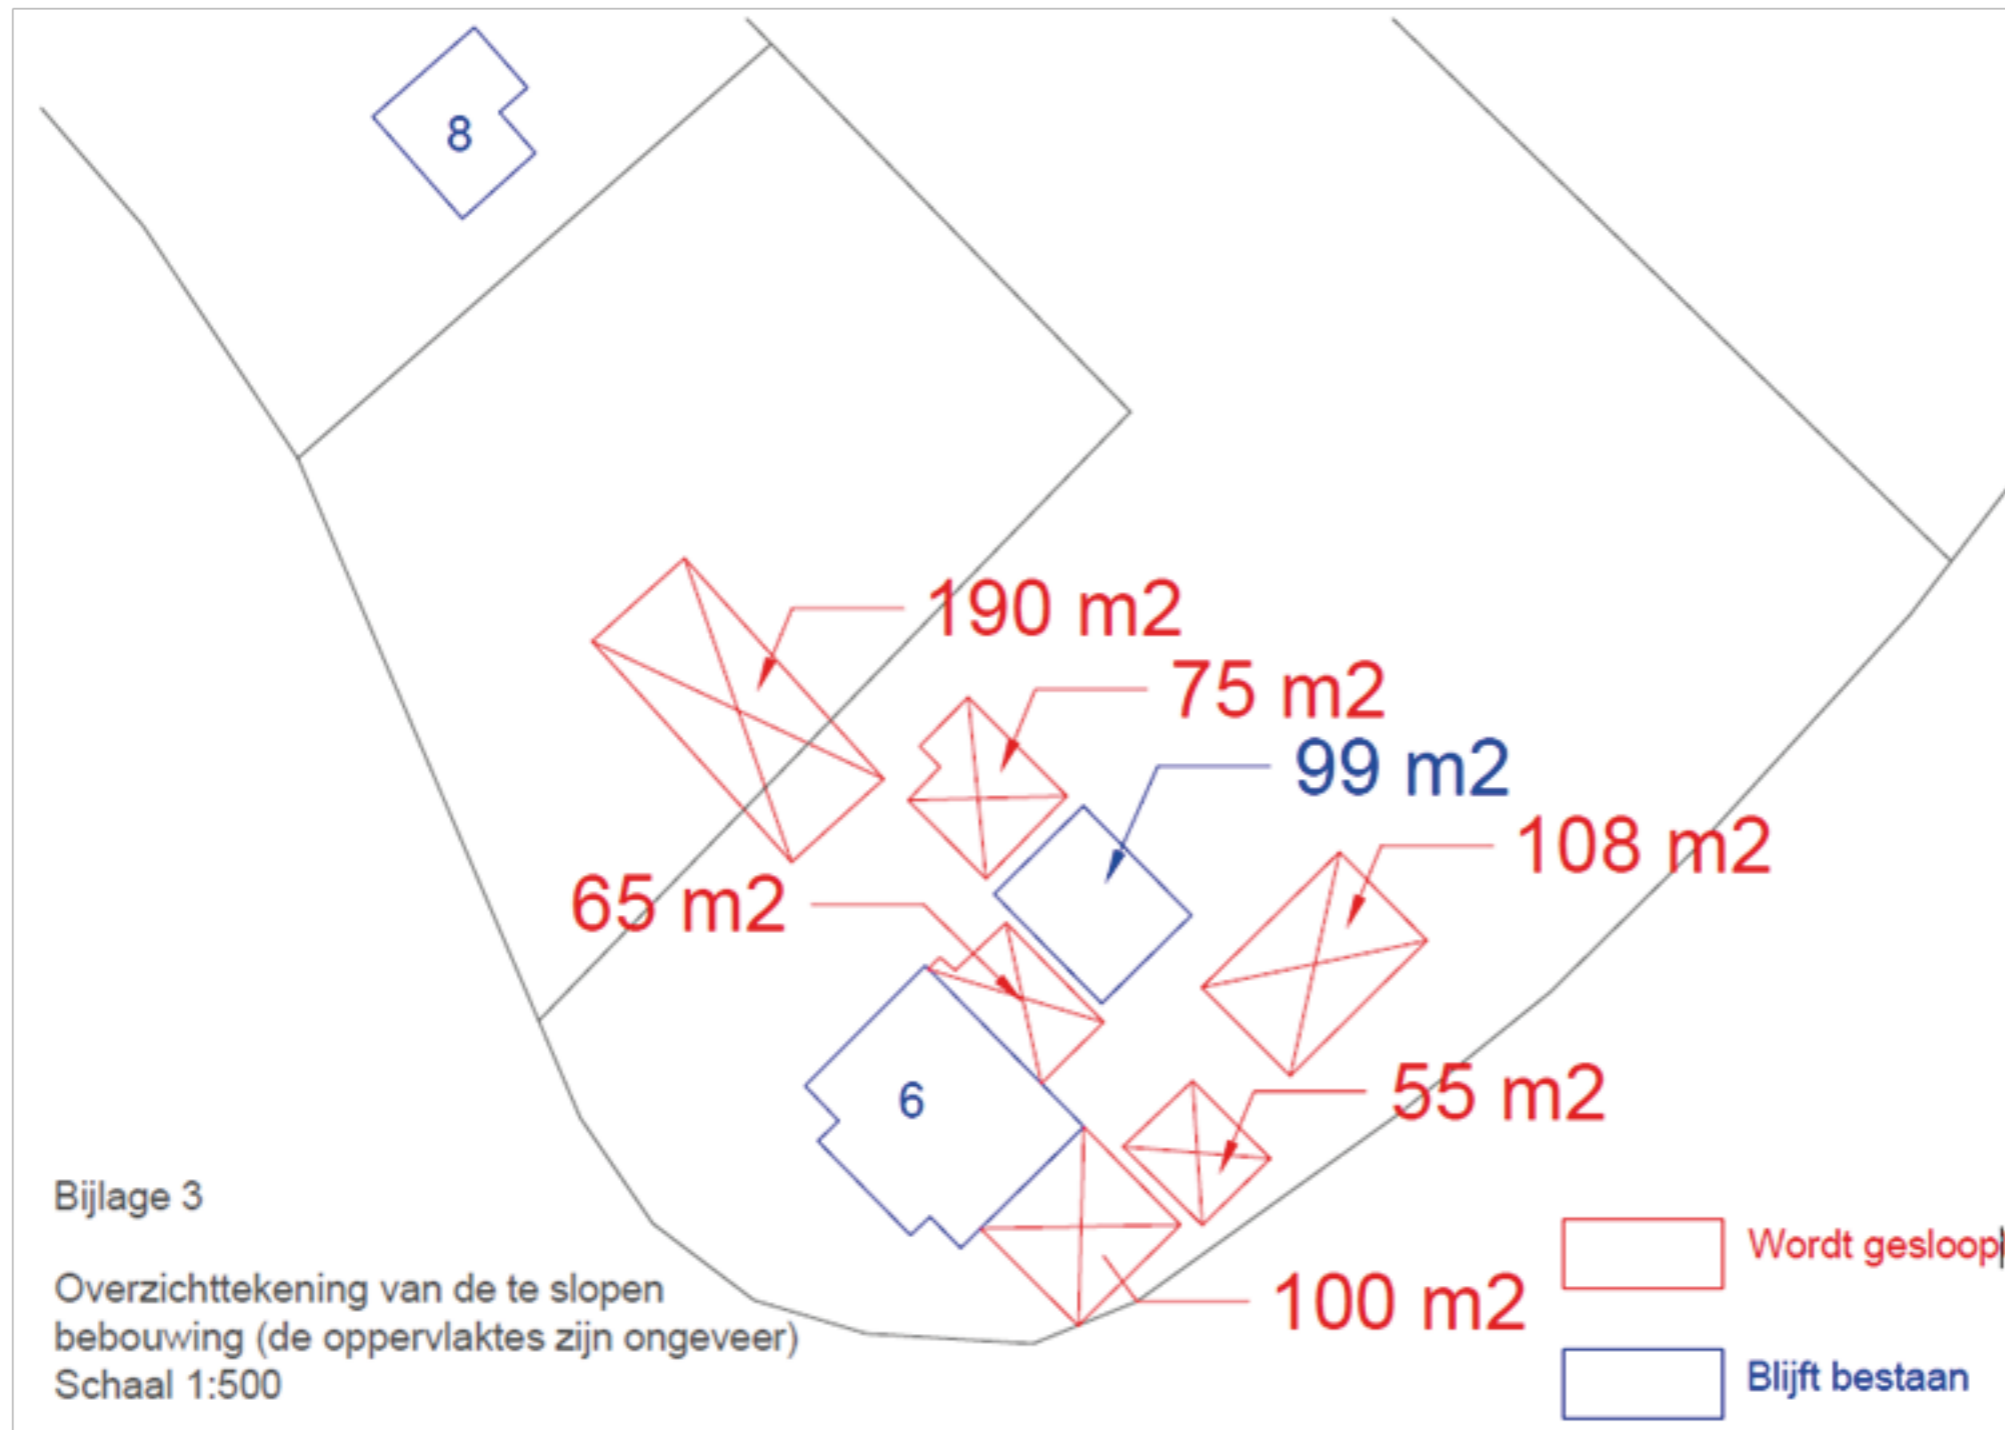 8
190 m2
75 m2
99 m2
108 m2
65 m2
55 m2
6
100 m2
Bijlage 3
Overzichttekening van de te slopen
bebouwing (de oppervlaktes zijn ongeveer)
Schaal 1:500
Wordt gesloop
Blijft bestaan